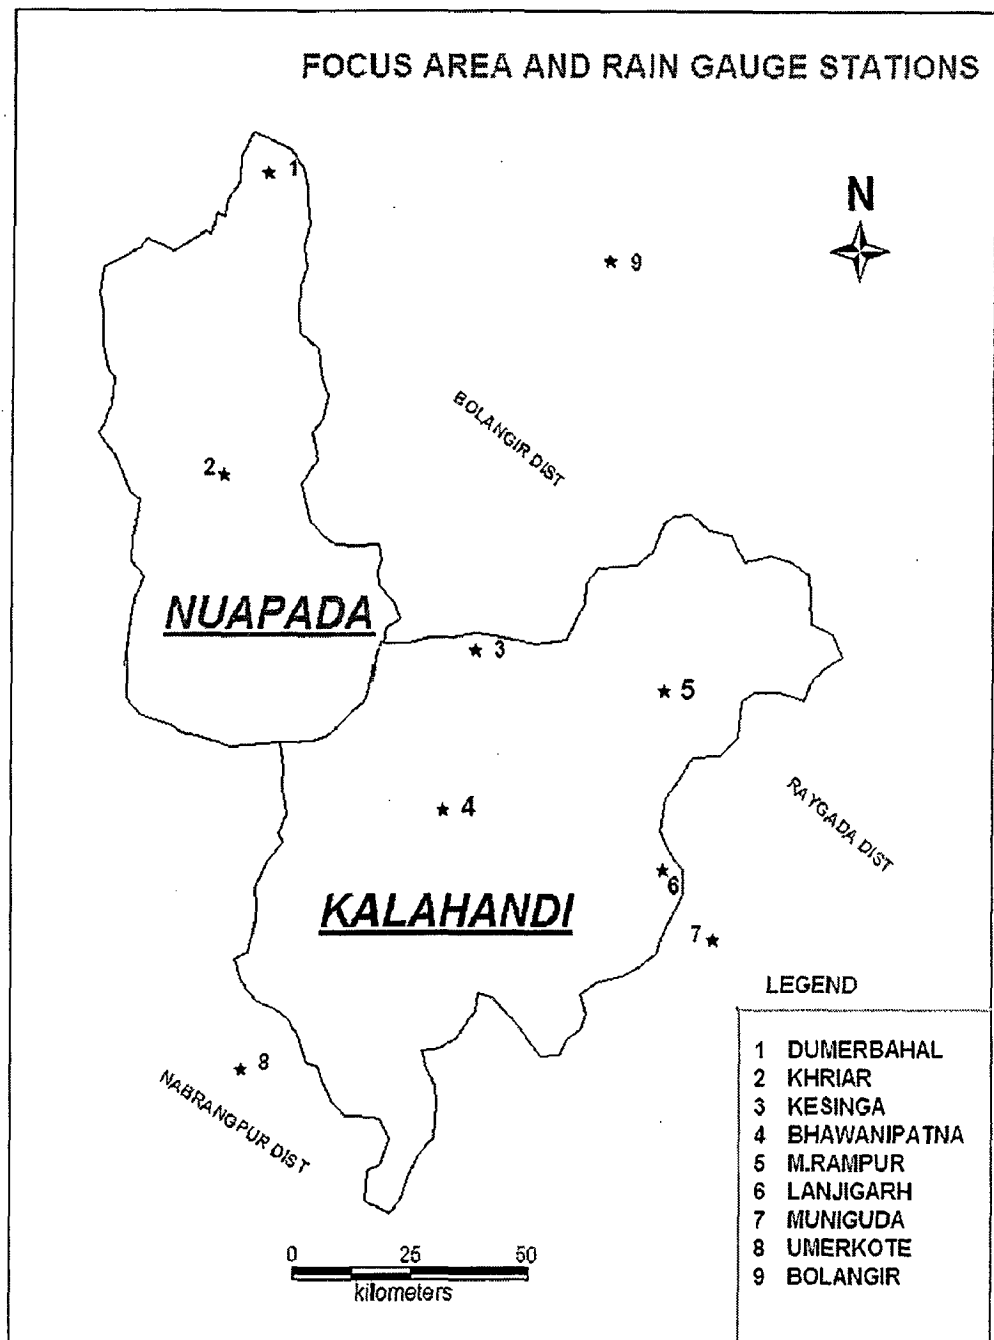 FOCUS AREA AND RAIN GAUGE STATIONS
1
N
9
BOLANGIR DIST
2
NUAPADA
3
5
RAYGADA DIST
4
6
KALAHANDI
7
LEGEND
8
NABRANGPUR DIST
1 DUMERBAHAL
2 KHRIAR
3 KESINGA
4 BHAWANIPATNA
5 M.RAMPUR
6 LANJIGARH
7 MUNIGUDA
8 UMERKOTE
9 BOLANGIR
0 25 50
kilometers